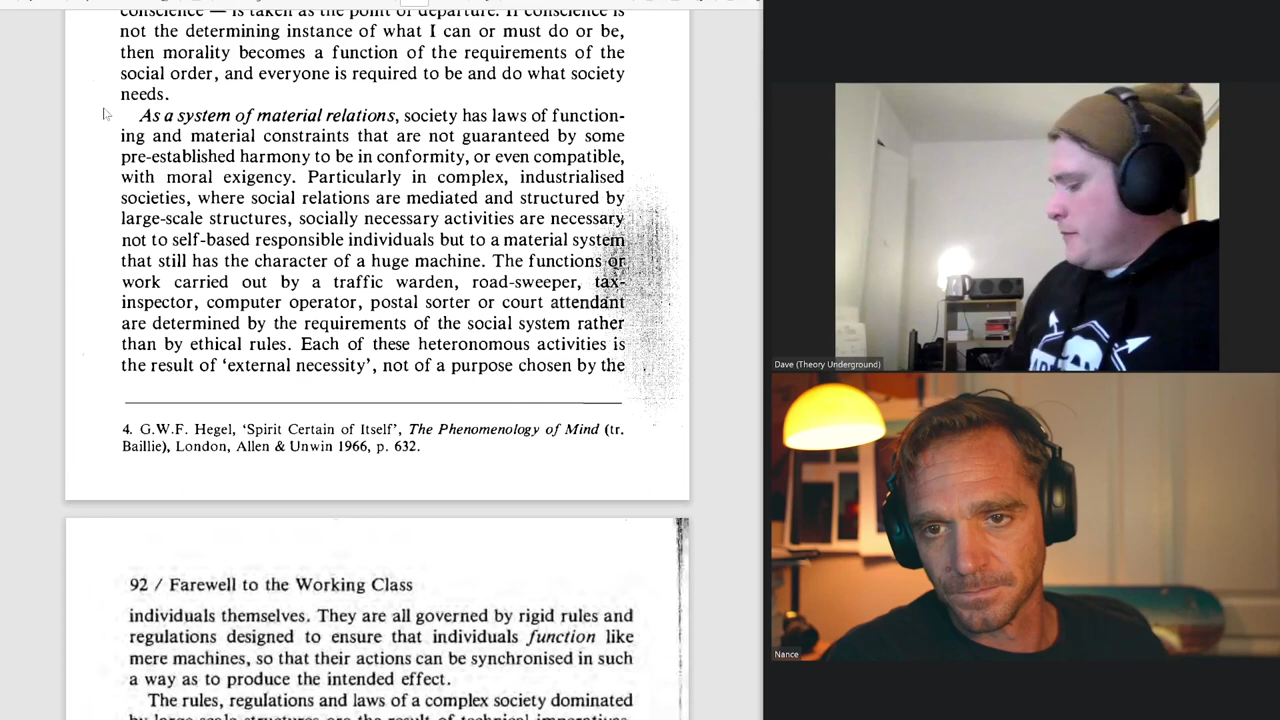 conscience — is taken as the point of departure. If conscience is
not the determining instance of what I can or must do or be,
then morality becomes a function of the requirements of the
social order, and everyone is required to be and do what society
needs.
As a system of material relations, society has laws of function-
ing and material constraints that are not guaranteed by some
pre-established harmony to be in conformity, or even compatible,
with moral exigency. Particularly in complex, industrialised
societies, where social relations are mediated and structured by
large-scale structures, socially necessary activities are necessary
not to self-based responsible individuals but to a material system
that still has the character of a huge machine. The functions or
work carried out by a traffic warden, road-sweeper, tax-
inspector, computer operator, postal sorter or court attendant
are determined by the requirements of the social system rather
than by ethical rules. Each of these heteronomous activities is
the result of ‘external necessity’, not of a purpose chosen by the
4. G.W.F. Hegel, ‘Spirit Certain of Itself’, The Phenomenology of Mind (tr.
Baillie), London, Allen & Unwin 1966, p. 632.
92 / Farewell to the Working Class
individuals themselves. They are all governed by rigid rules and
regulations designed to ensure that individuals function like
mere machines, so that their actions can be synchronised in such
a way as to produce the intended effect.
The rules, regulations and laws of a complex society dominated
by large-scale structures are the result of technical imperatives.
Dave (Theory Underground)
Nance